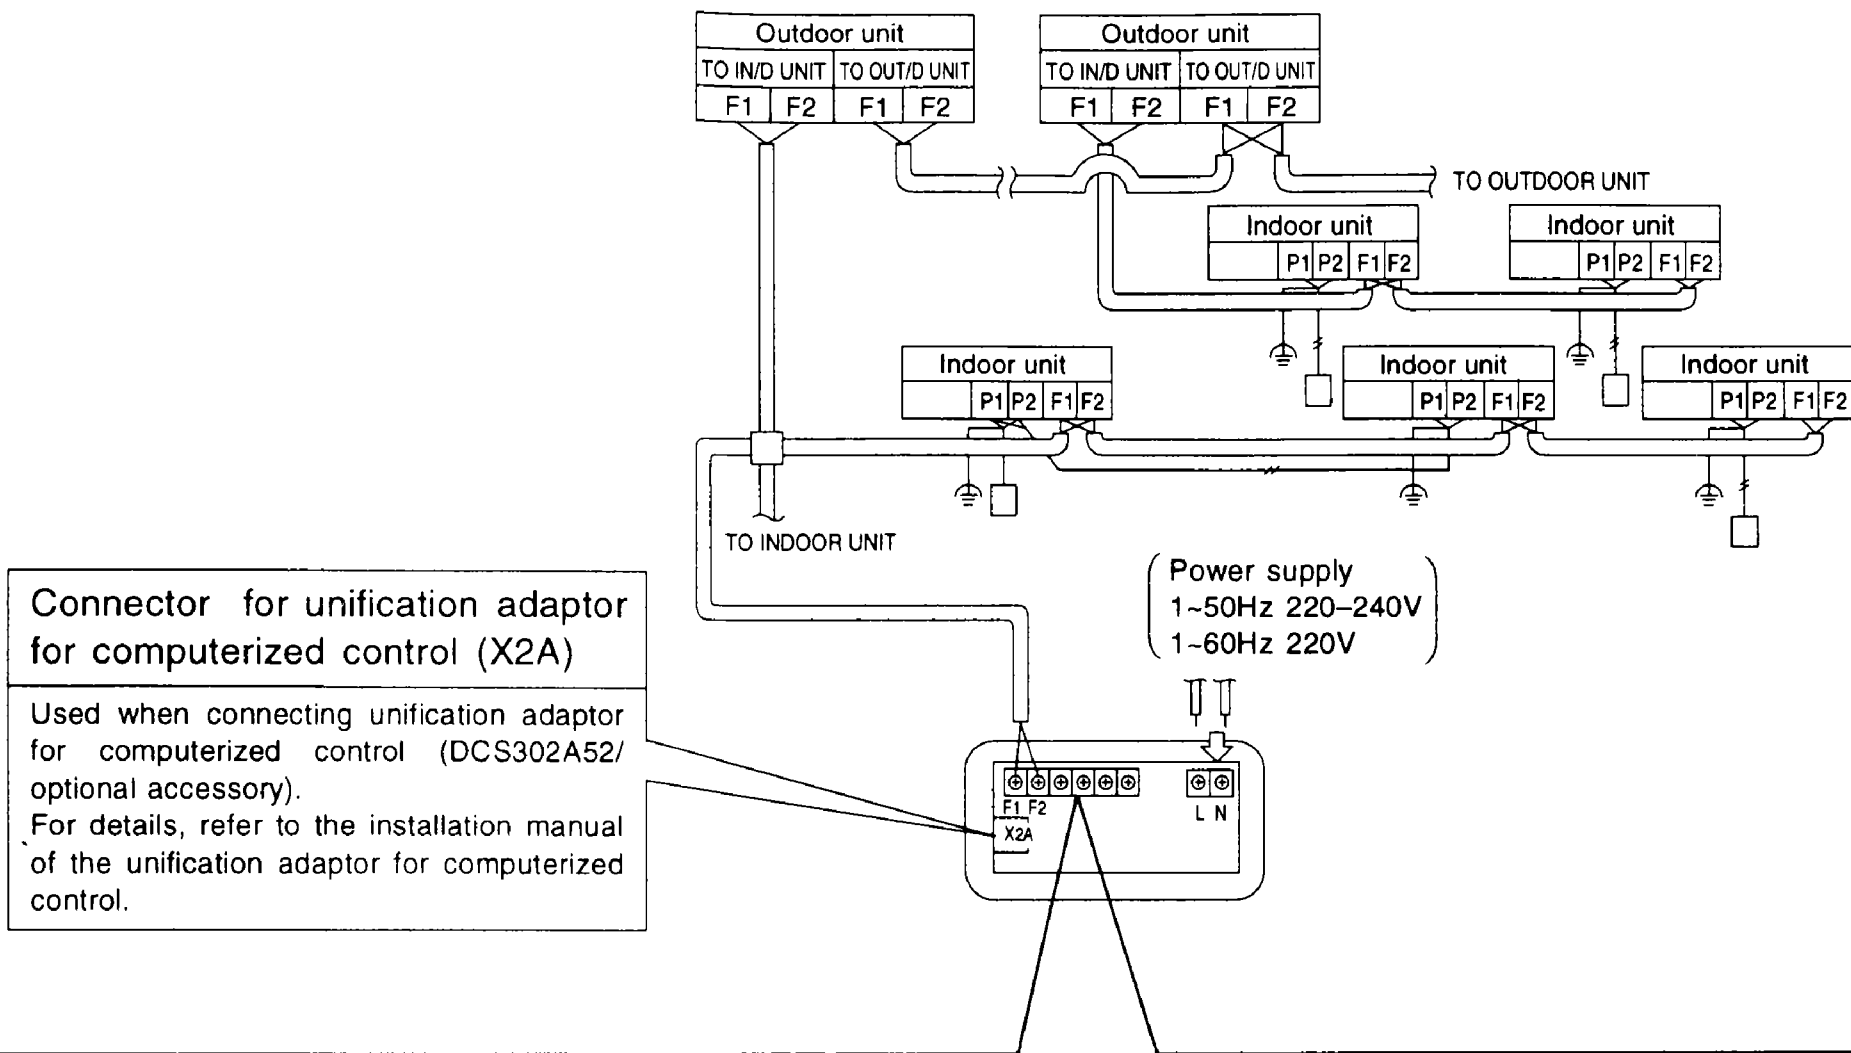 Outdoor unit
TO IN/D UNIT TO OUT/D UNIT
F1 F2 F1 F2
Outdoor unit
TO IN/D UNIT TO OUT/D UNIT
F1 F2 F1 F2
TO OUTDOOR UNIT
Indoor unit
P1 P2 F1 F2
Indoor unit
P1 P2 F1 F2
Indoor unit
P1 P2 F1 F2
Indoor unit
P1 P2 F1 F2
Indoor unit
P1 P2 F1 F2
TO INDOOR UNIT
Power supply
1~50Hz 220–240V
1~60Hz 220V
Connector for unification adaptor
for computerized control (X2A)
Used when connecting unification adaptor
for computerized control (DCS302A52/
optional accessory).
For details, refer to the installation manual
of the unification adaptor for computerized
control.
F1 F2
X2A
L N